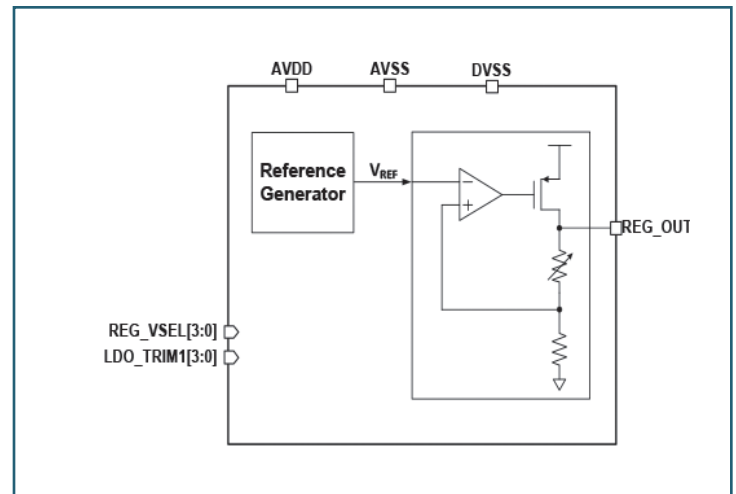 AVDD
AVSS
DVSS
Reference
Generator
VREF
−
+
REG_OUT
REG_VSEL[3:0]
LDO_TRIM1[3:0]